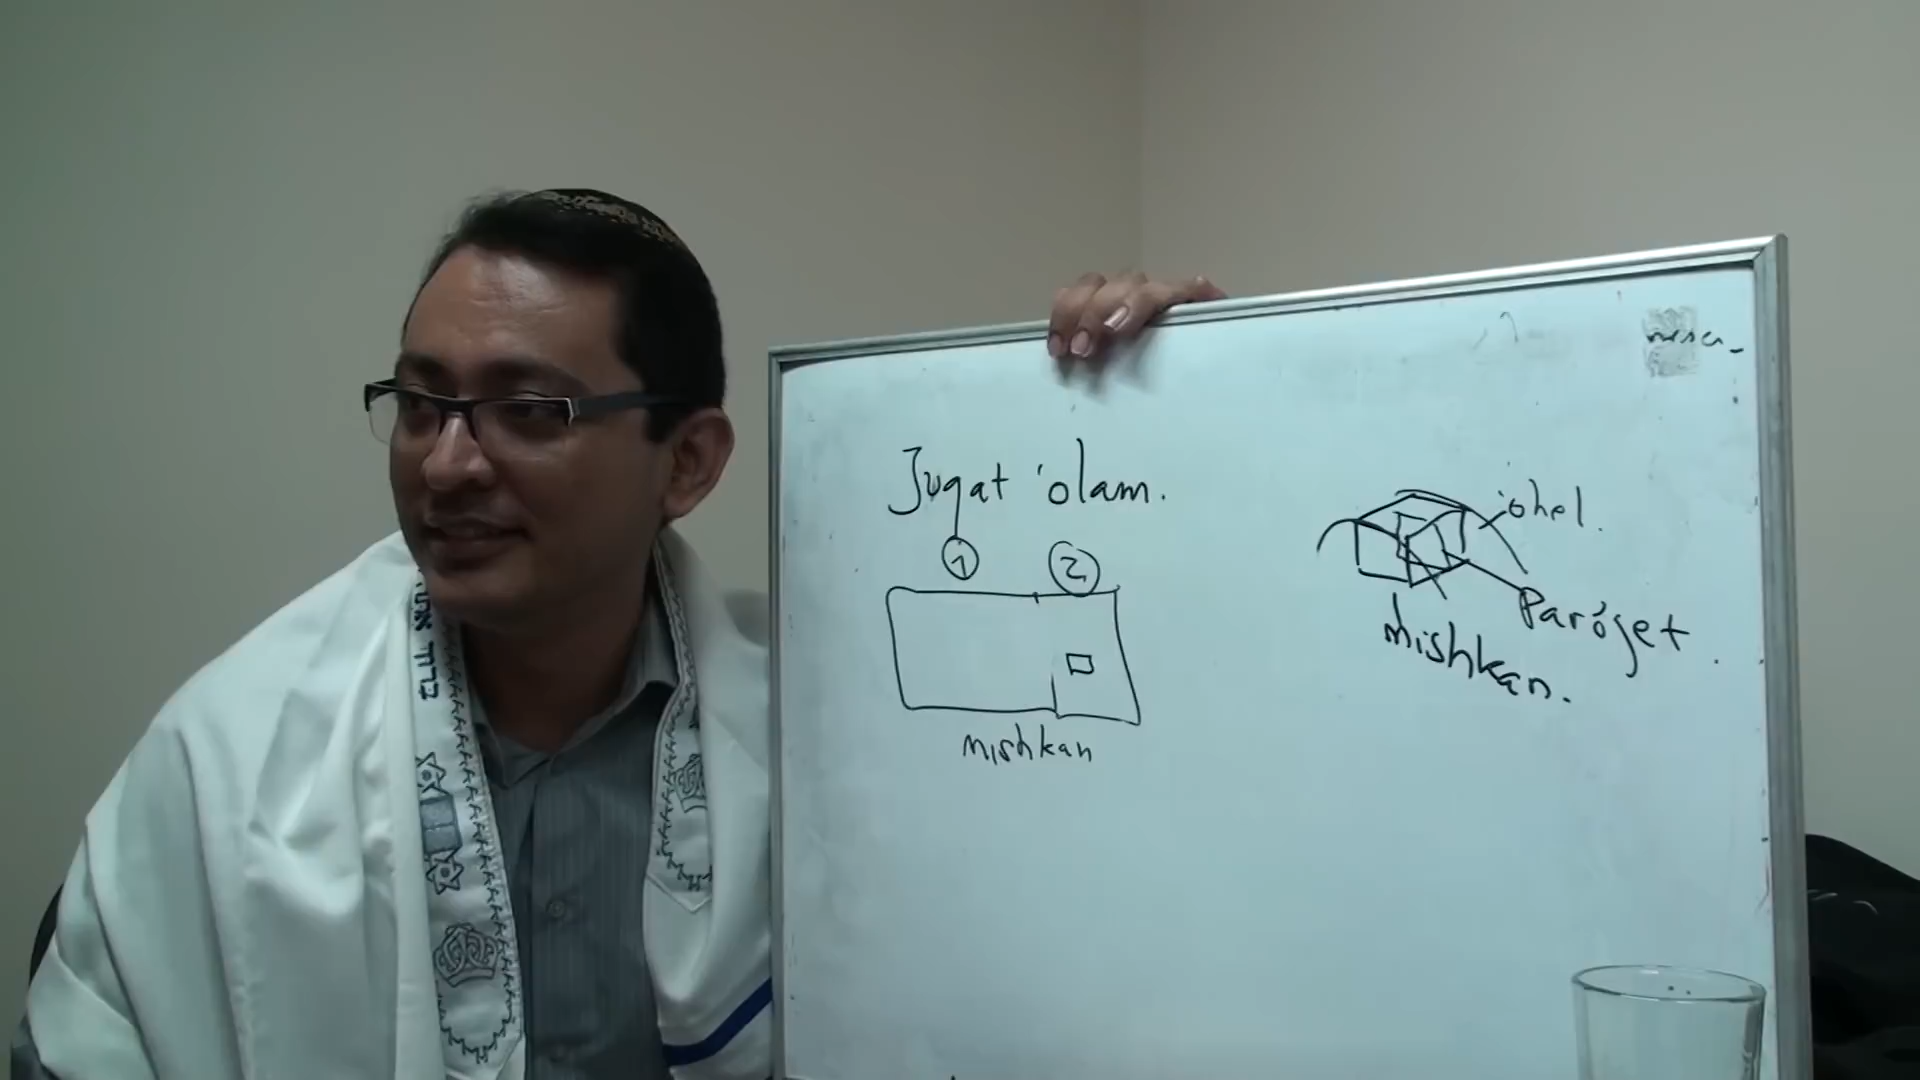 Jugat 'olam.
1
2
mishkan
'ohel.
Parójet.
mishkan.